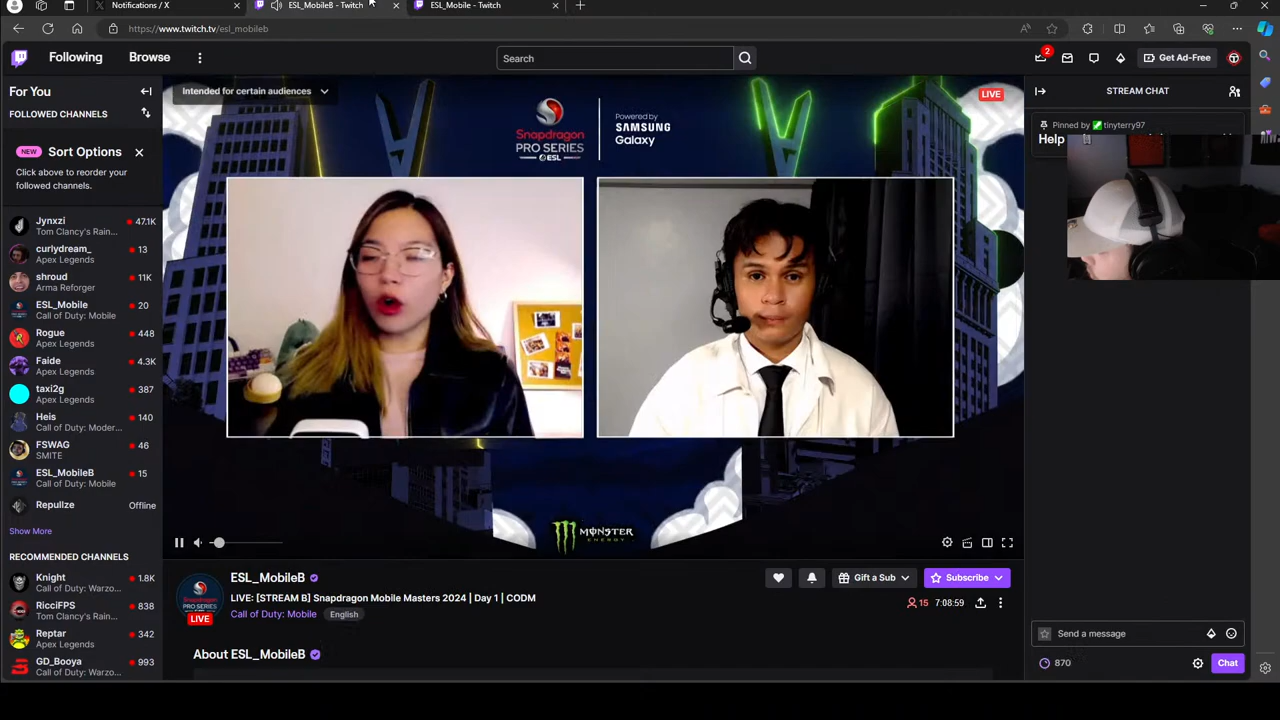 Notifications / X
ESL_MobileB - Twitch
ESL_Mobile - Twitch
https://www.twitch.tv/esl_mobileb
Following
Browse
Search
2
Get Ad-Free
For You
FOLLOWED CHANNELS
NEW
Sort Options
Click above to reorder your
followed channels.
Jynxzi
47.1K
Tom Clancy's Rain...
curlydream_
13
Apex Legends
shroud
11K
Arma Reforger
ESL_Mobile
20
Call of Duty: Mobile
Rogue
448
Apex Legends
Faide
4.3K
Apex Legends
taxi2g
387
Apex Legends
Heis
140
Call of Duty: Moder...
FSWAG
46
SMITE
ESL_MobileB
15
Call of Duty: Mobile
Repullze
Offline
Show More
RECOMMENDED CHANNELS
Knight
1.8K
Call of Duty: Warzo...
RicciFPS
838
Tom Clancy's Rain...
Reptar
342
Apex Legends
GD_Booya
993
Call of Duty: Warzo...
Intended for certain audiences
LIVE
Snapdragon
PRO SERIES
ESL
Powered by
SAMSUNG
Galaxy
MONSTER
ENERGY
LIVE
ESL_MobileB
LIVE: [STREAM B] Snapdragon Mobile Masters 2024 | Day 1 | CODM
Call of Duty: Mobile
English
Gift a Sub
Subscribe
15
7:08:59
About ESL_MobileB
STREAM CHAT
Pinned by tinyterry97
Help
Send a message
870
Chat